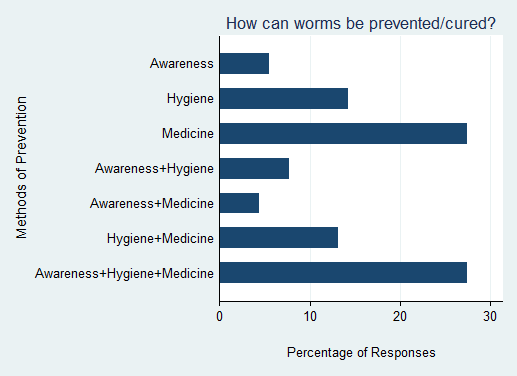 How can worms be prevented/cured?
Methods of Prevention
Awareness
Hygiene
Medicine
Awareness+Hygiene
Awareness+Medicine
Hygiene+Medicine
Awareness+Hygiene+Medicine
0 10 20 30
Percentage of Responses